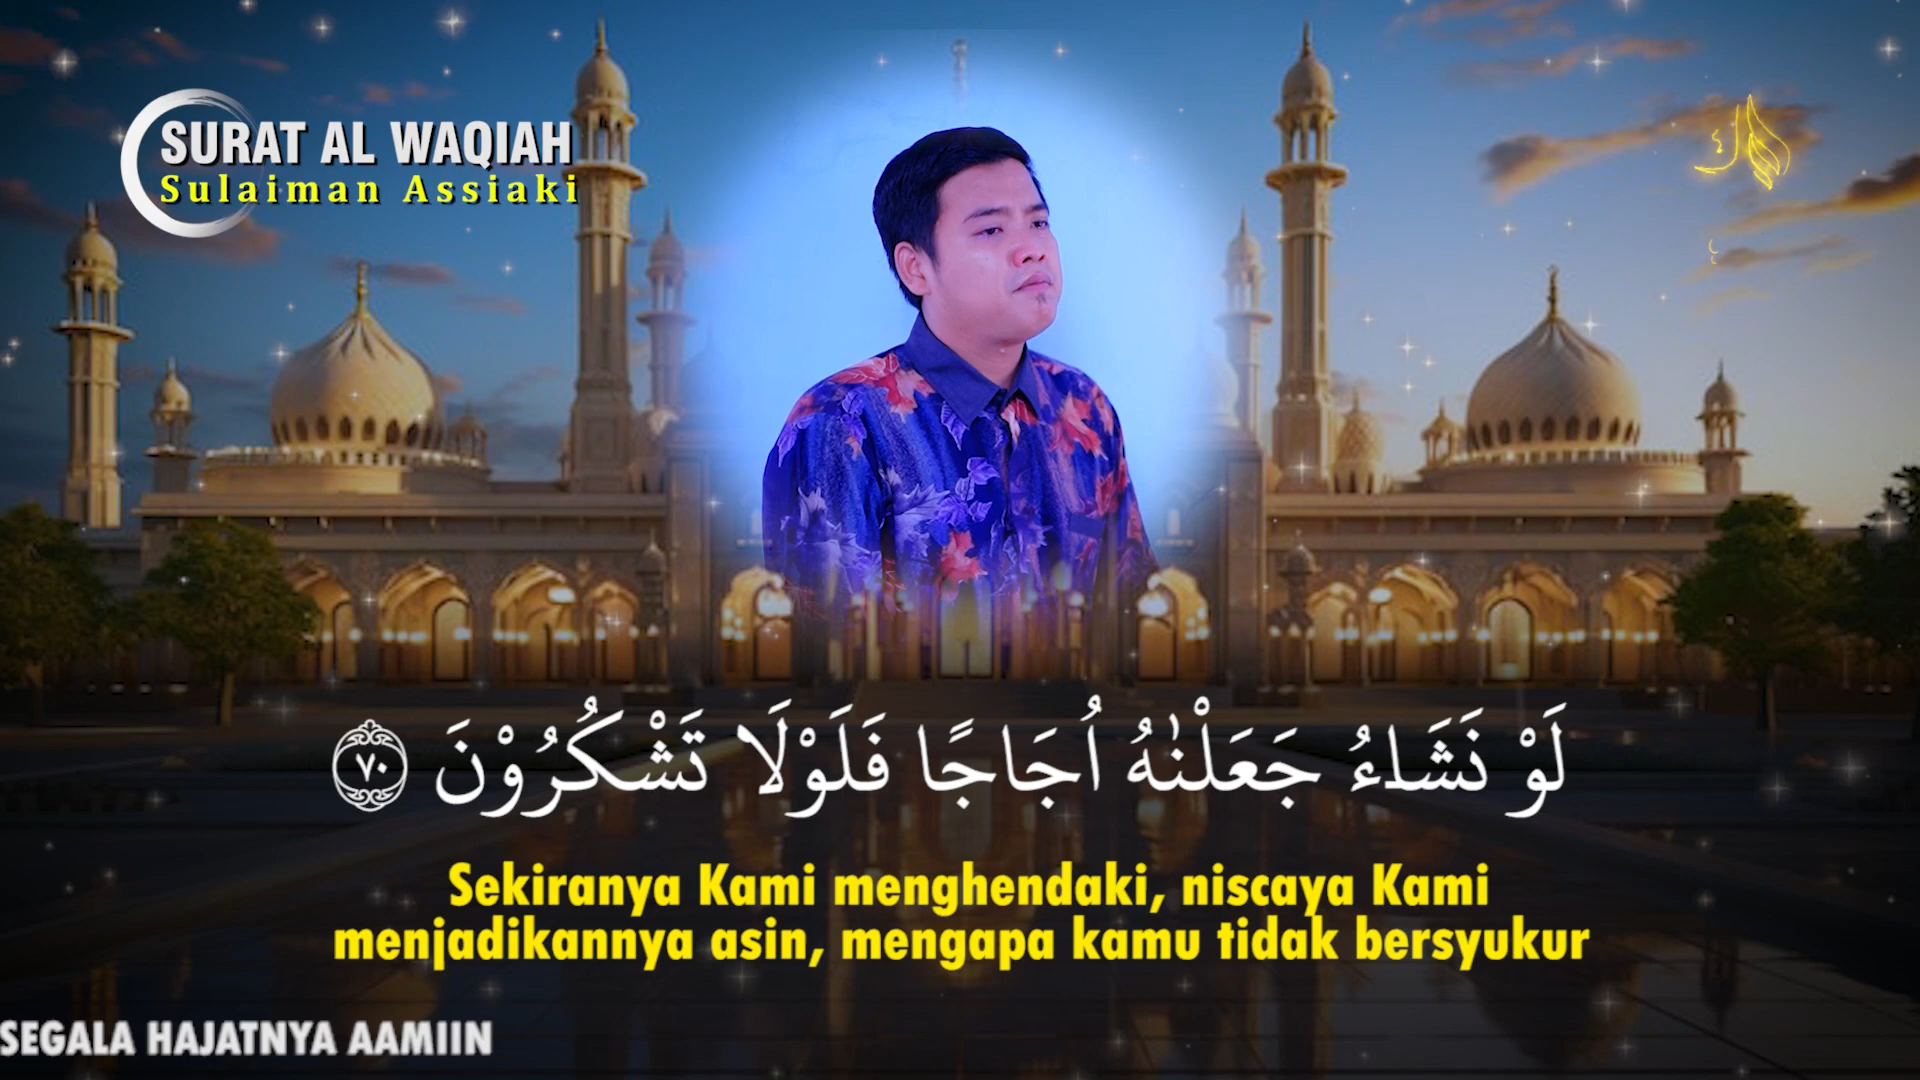 SURAT AL WAQIAH
Sulaiman Assiaki
لَوْ نَشَاءُ جَعَلْنٰهُ اُجَاجًا فَلَوْلَا تَشْكُرُوْنَ ٧٠
Sekiranya Kami menghendaki, niscaya Kami
menjadikannya asin, mengapa kamu tidak bersyukur
SEGALA HAJATNYA AAMIIN